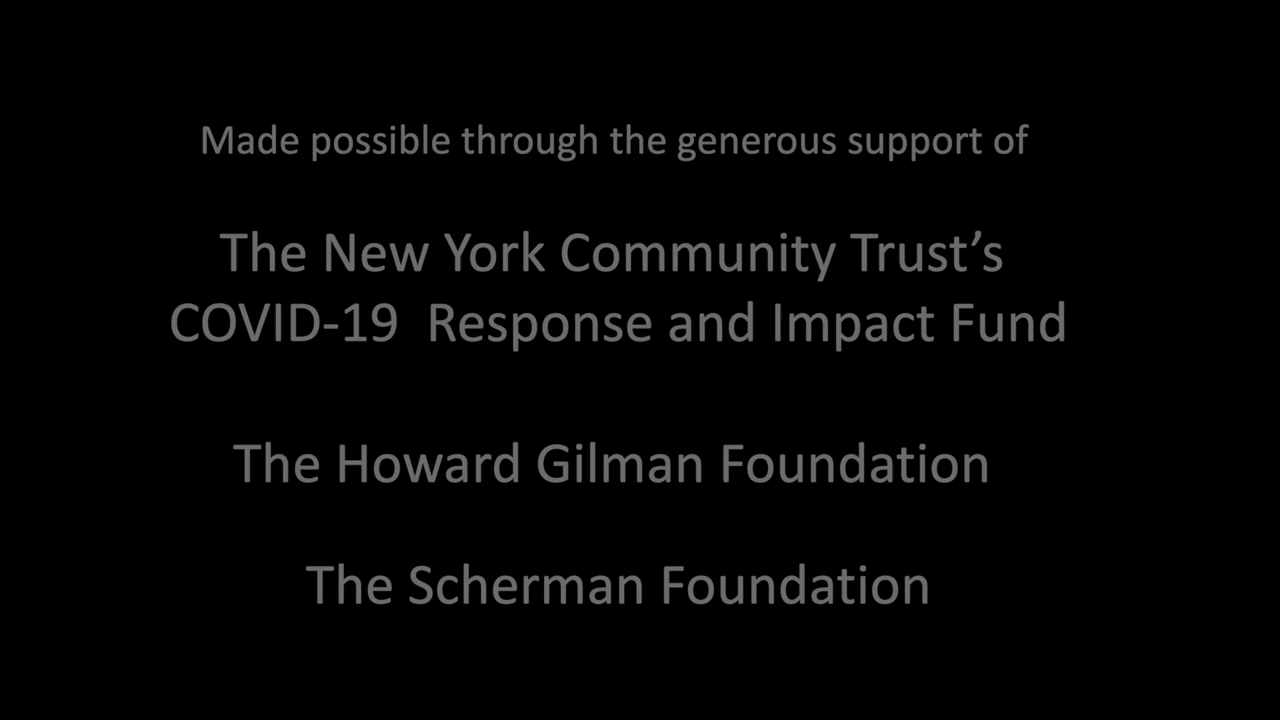 Made possible through the generous support of
The New York Community Trust’s
COVID-19  Response and Impact Fund
The Howard Gilman Foundation
The Scherman Foundation